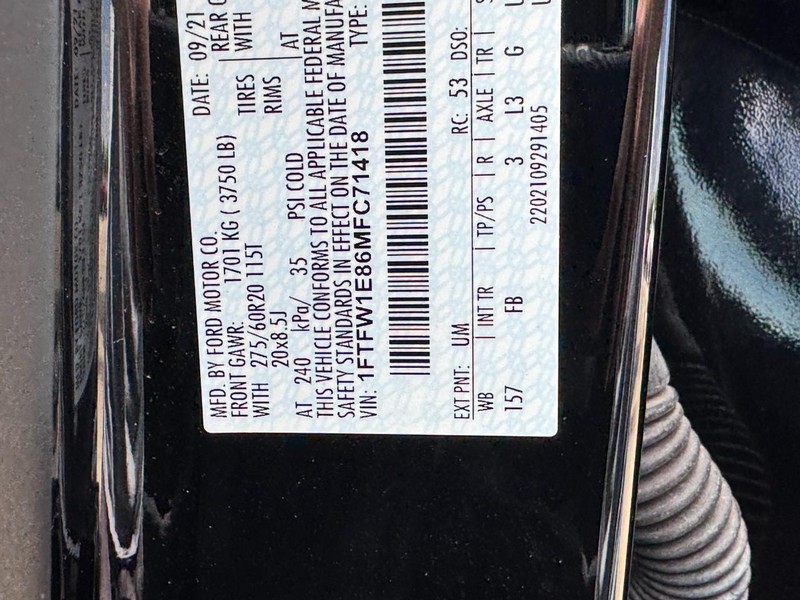 MFD. BY FORD MOTOR CO.
DATE: 09/21
FRONT GAWR: 1701 KG ( 3750 LB)
REAR
WITH 275/60R20 115T
TIRES
WITH
20x8.5J
RIMS
AT 240 kPa/ 35 PSI COLD
AT
THIS VEHICLE CONFORMS TO ALL APPLICABLE FEDERAL
SAFETY STANDARDS IN EFFECT ON THE DATE OF MANUFA
VIN: 1FTFW1E86MFC71418
TYPE:
EXT PNT: UM
RC: 53
DSO:
WB | INT TR | TP/PS | R | AXLE | TR |
157 FB 3 L3 G
2202109291405